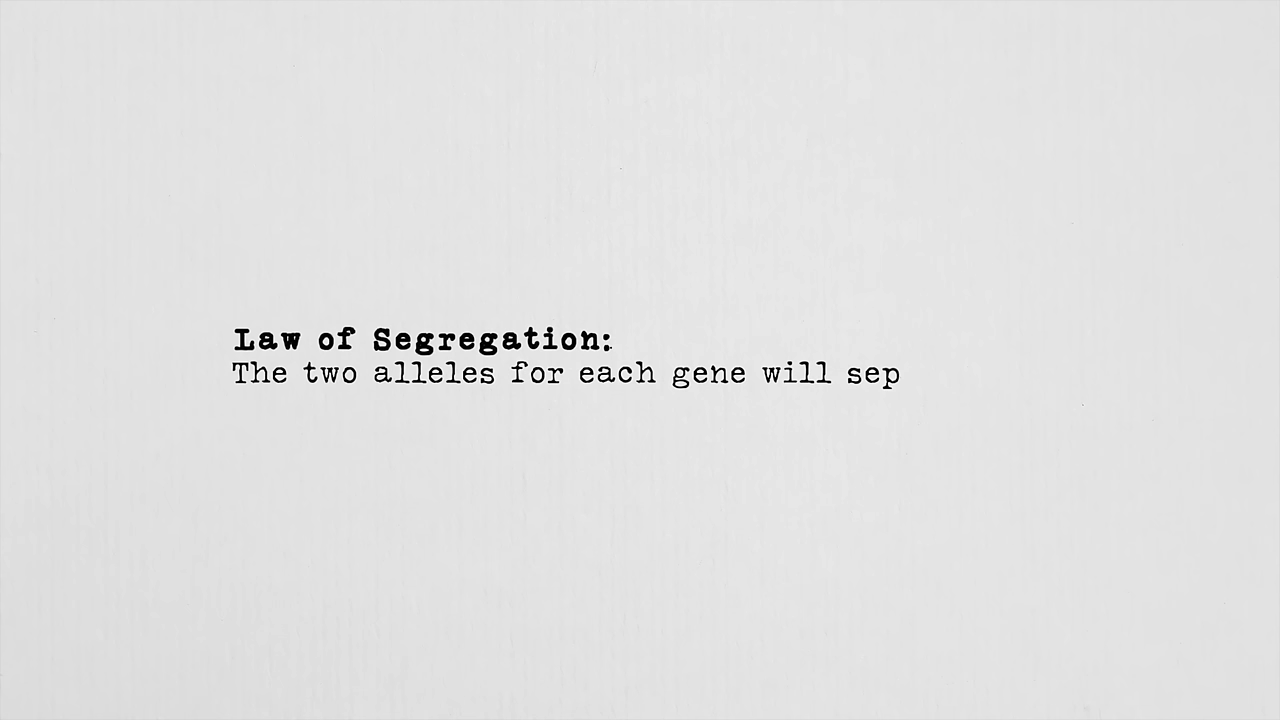 Law of Segregation:
The two alleles for each gene will sep